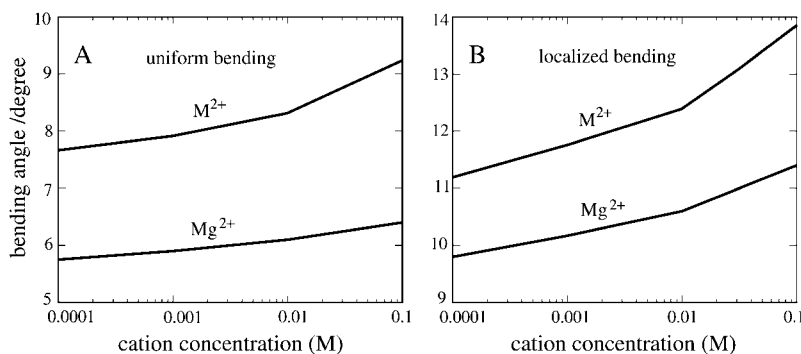 10
9
8
7
6
5
bending angle /degree
A
uniform bending
M²⁺
Mg²⁺
0.0001
0.001
0.01
0.1
cation concentration (M)
14
13
12
11
10
9
B
localized bending
M²⁺
Mg²⁺
0.0001
0.001
0.01
0.1
cation concentration (M)